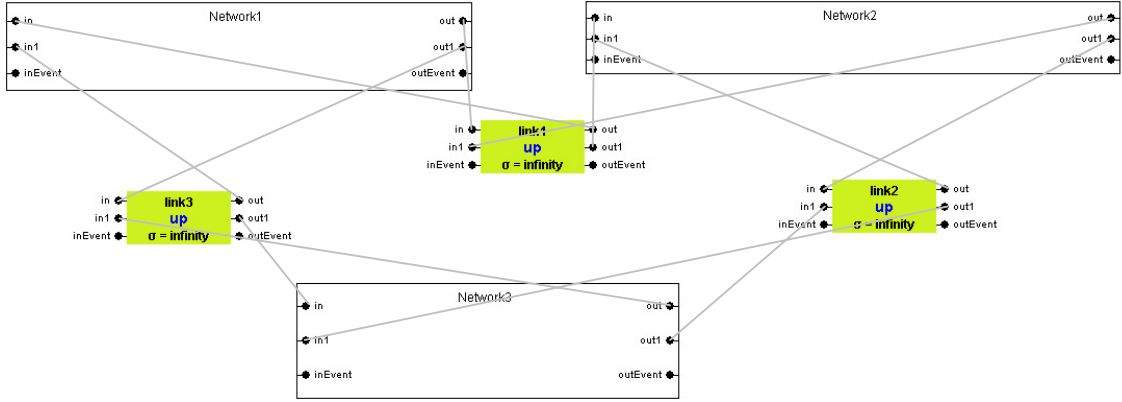 Network1
in
out
in1
out1
inEvent
outEvent
Network2
in
out
in1
out1
inEvent
outEvent
link1
in
out
in1
up
out1
inEvent
σ = infinity
outEvent
link3
in
out
in1
up
out1
inEvent
σ = infinity
outEvent
link2
in
out
in1
up
out1
inEvent
σ = infinity
outEvent
Network3
in
out
in1
out1
inEvent
outEvent